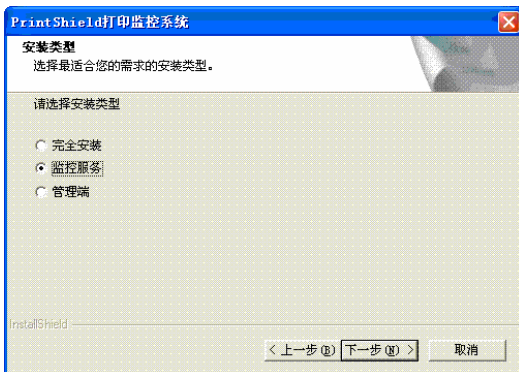 PrintShield打印监控系统
安装类型
选择最适合您的需求的安装类型。
请选择安装类型
完全安装
监控服务
管理端
InstallShield
< 上一步(B) 下一步(N) > 取消